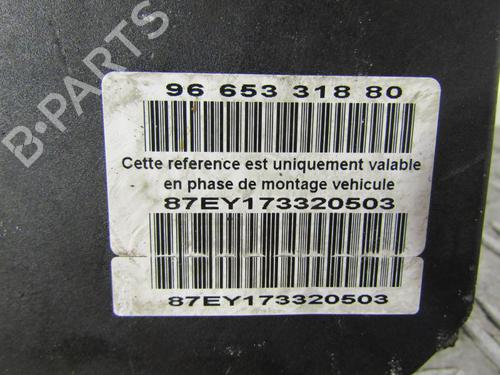 96 653 318 80
Cette reference est uniquement valable
en phase de montage vehicule
87EY173320503
87EY173320503
B-PARTS